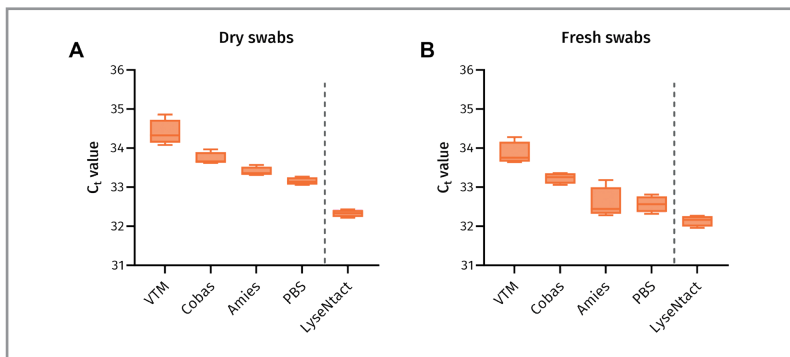 A
Dry swabs
36
35
34
33
32
31
Ct value
VTM
Cobas
Amies
PBS
LyseNtact
B
Fresh swabs
36
35
34
33
32
31
Ct value
VTM
Cobas
Amies
PBS
LyseNtact